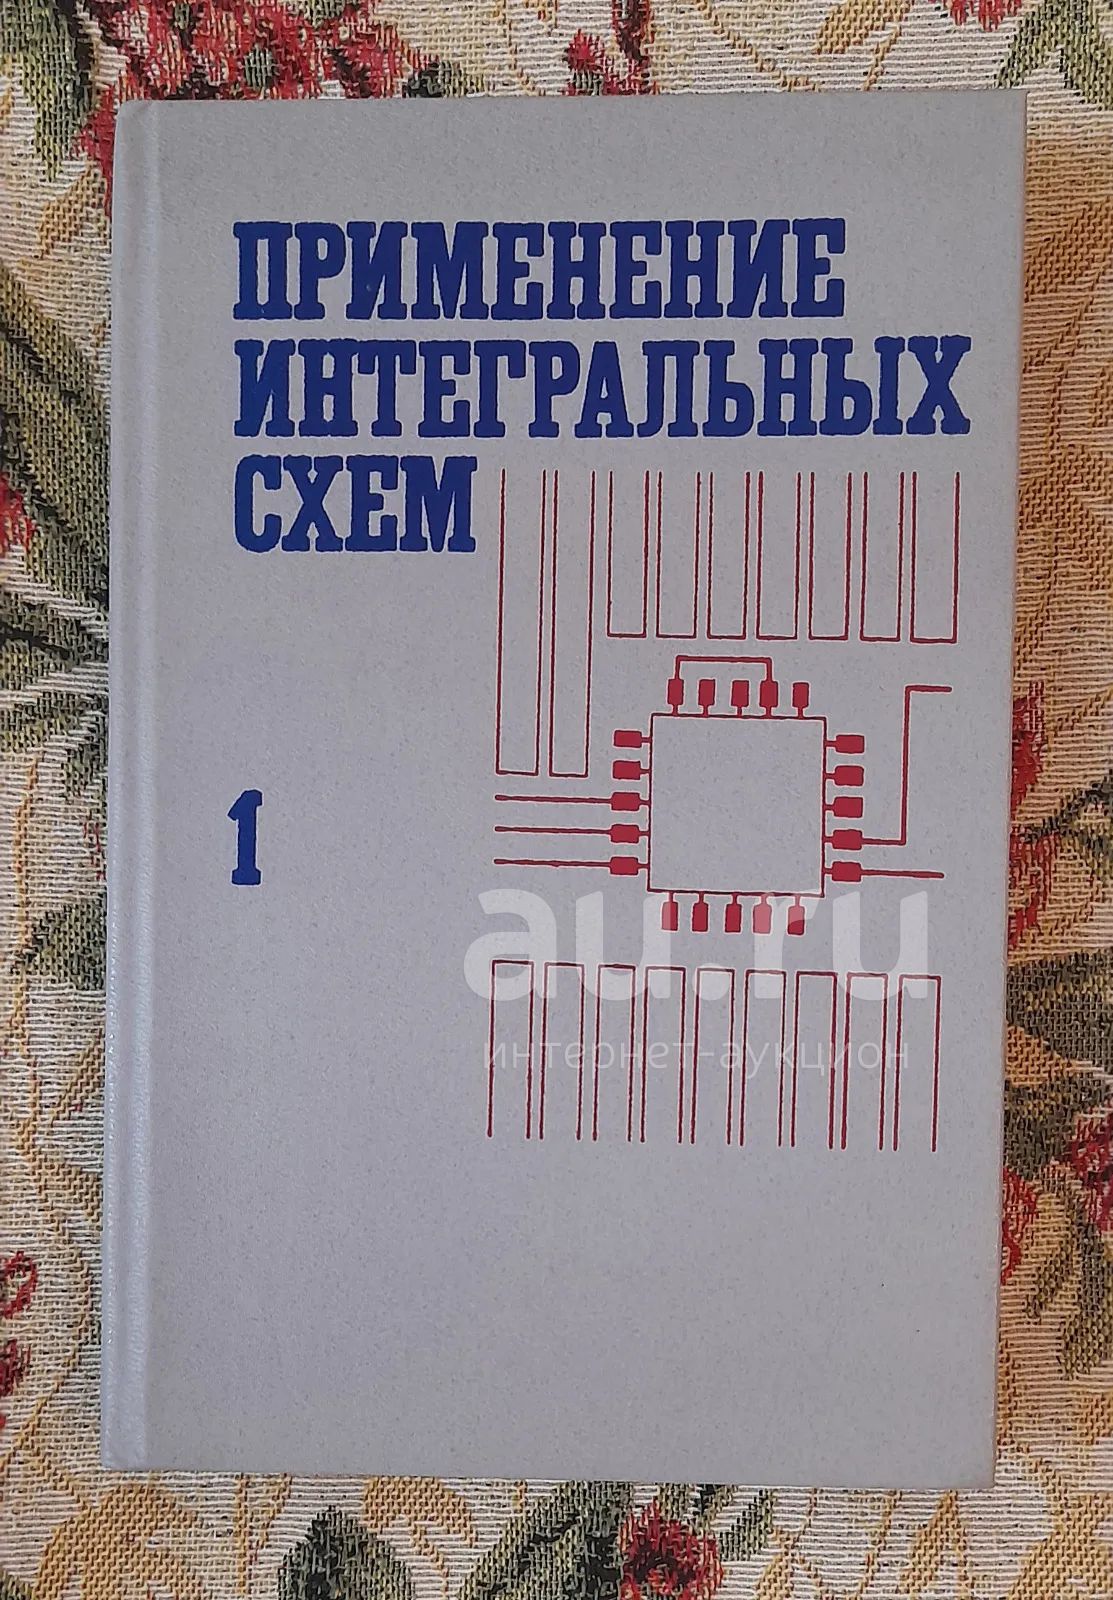 ПРИМЕНЕНИЕ
ИНТЕГРАЛЬНЫХ
СХЕМ
1
au.ru
интернет-аукцион